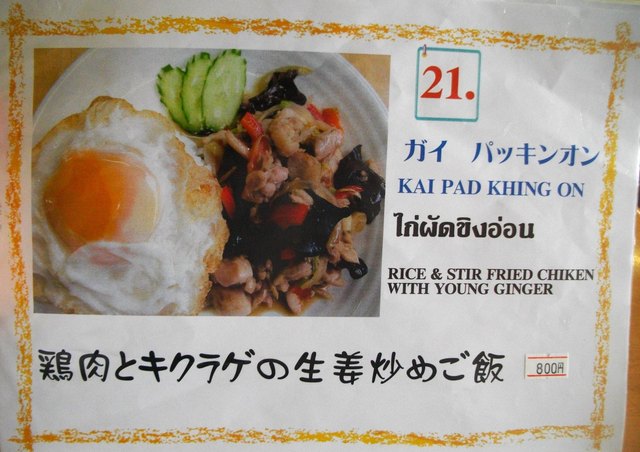 21.
ガイ パッキンオン
KAI PAD KHING ON
ไก่ผัดขิงอ่อน
RICE & STIR FRIED CHIKEN
WITH YOUNG GINGER
鶏肉とキクラゲの生姜炒めご飯 800円